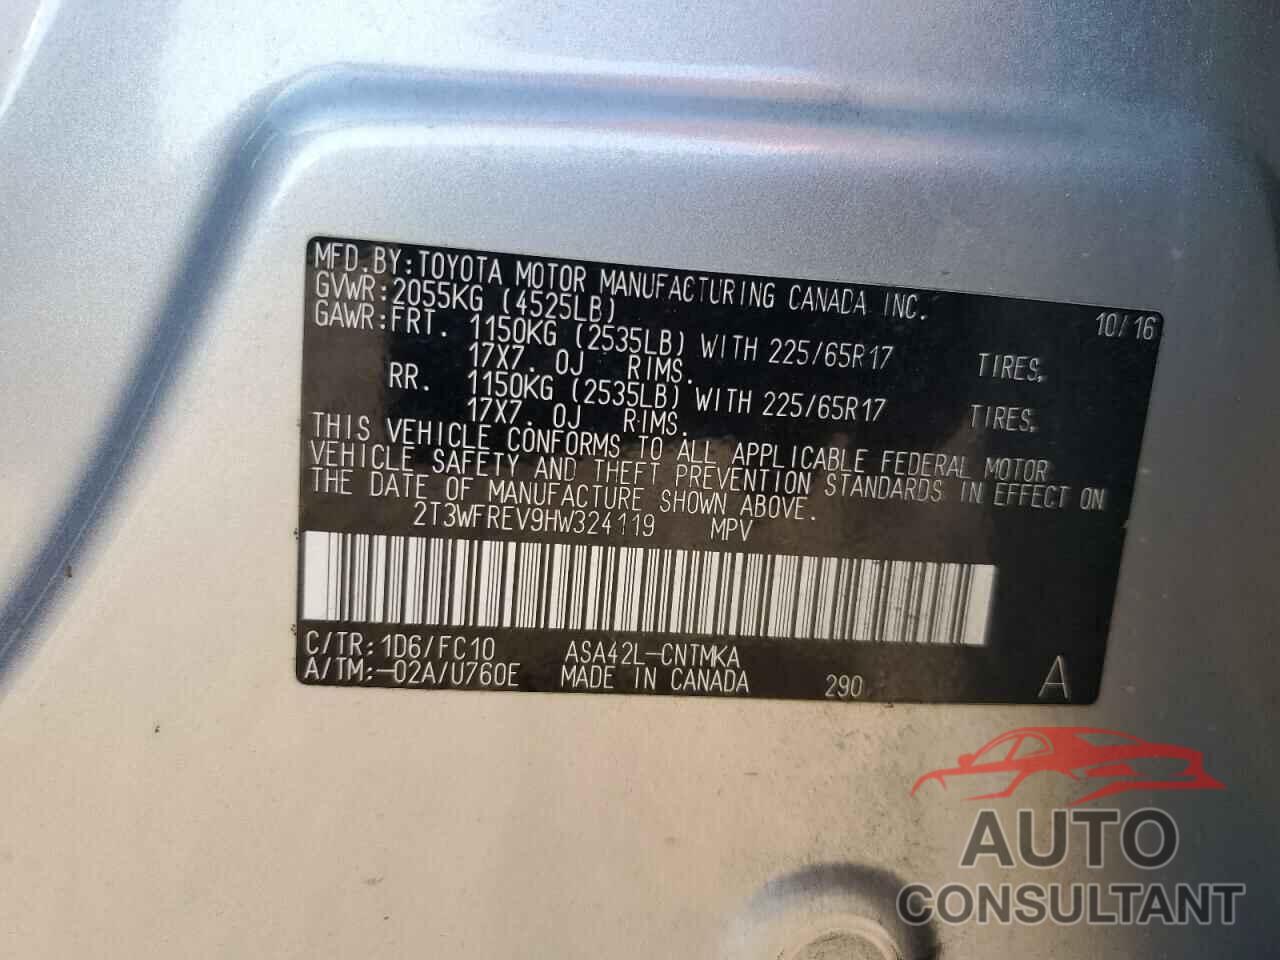 MFD.BY:TOYOTA MOTOR MANUFACTURING CANADA INC.
GVWR:2055KG (4525LB) 10/16
GAWR:FRT. 1150KG (2535LB) WITH 225/65R17 TIRES,
17X7.0J RIMS.
RR. 1150KG (2535LB) WITH 225/65R17 TIRES,
17X7.0J RIMS.
THIS VEHICLE CONFORMS TO ALL APPLICABLE FEDERAL MOTOR
VEHICLE SAFETY AND THEFT PREVENTION STANDARDS IN EFFECT ON
THE DATE OF MANUFACTURE SHOWN ABOVE.
2T3WFREV9HW324119 MPV
C/TR:1D6/FC10 ASA42L-CNTMKA
A/TM:-02A/U760E MADE IN CANADA 290 A
AUTO
CONSULTANT